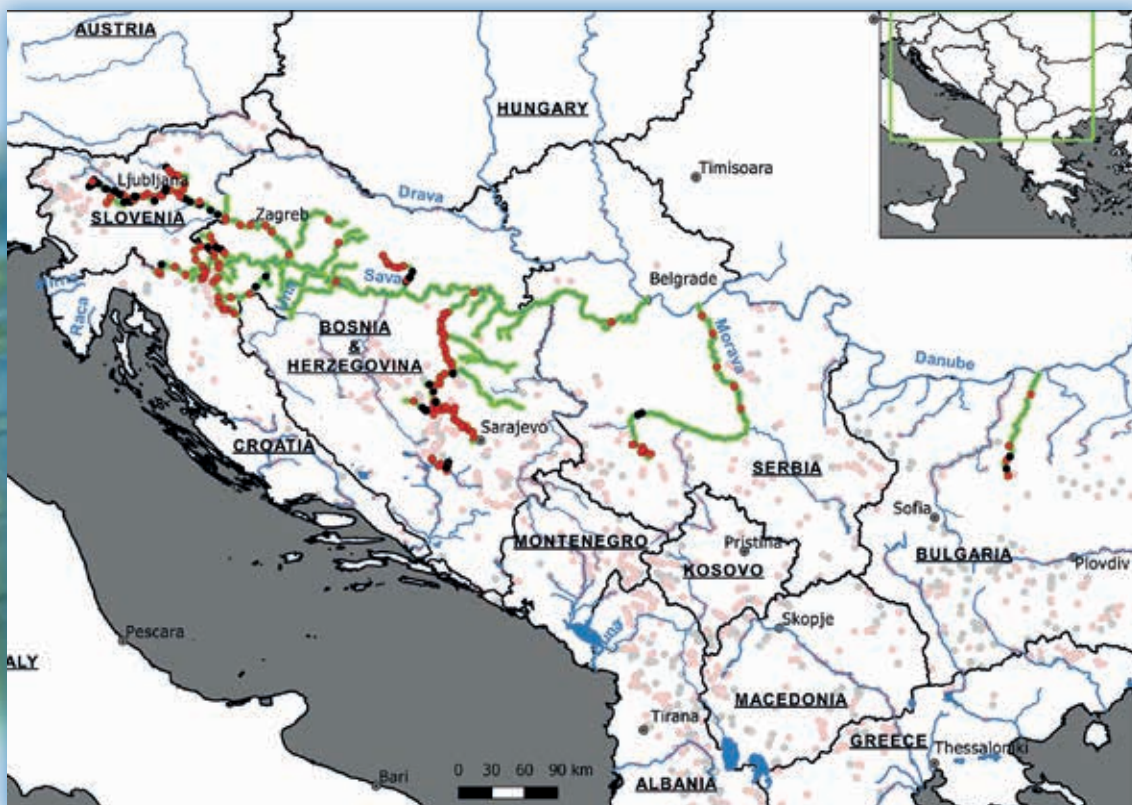 AUSTRIA
HUNGARY
Timisoara
Ljubljana
Drava
SLOVENIA
Zagreb
Sava
Una
Belgrade
Raca
BOSNIA
&
HERZEGOVINA
Morava
Danube
Sarajevo
CROATIA
SERBIA
Sofia
MONTENEGRO
Pristina
BULGARIA
Plovdiv
KOSOVO
Pescara
Skopje
ALY
MACEDONIA
Tirana
GREECE
Thessaloniki
0 30 60 90 km
Bari
ALBANIA